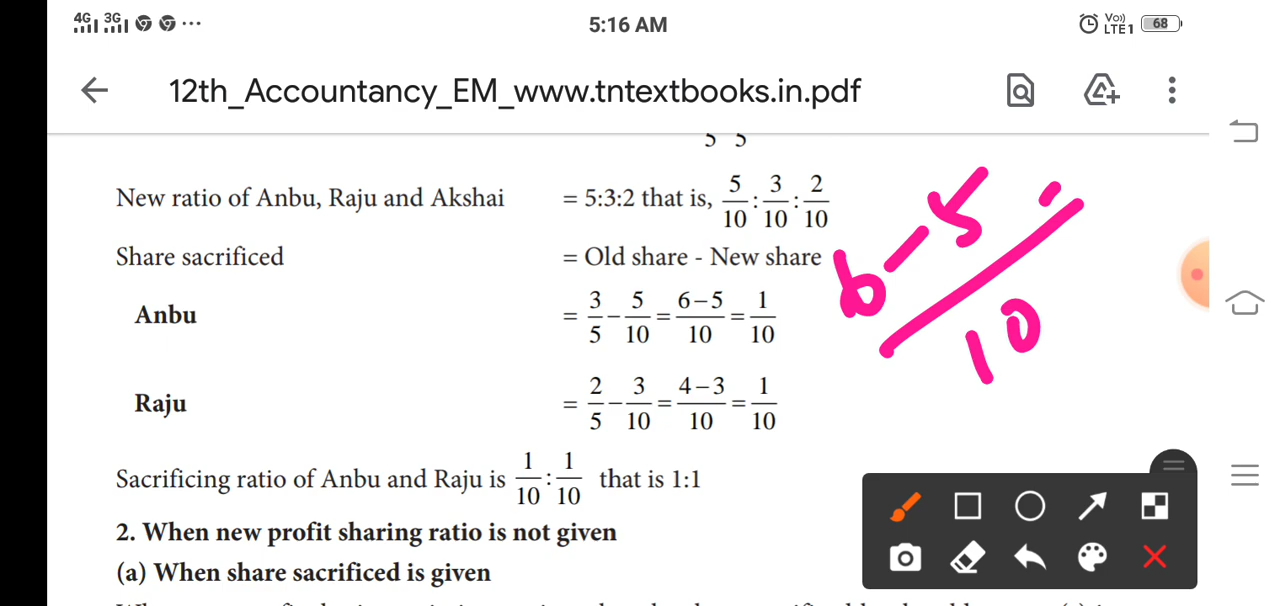 4G 3G ... 5:16 AM Vo) LTE1 68
12th_Accountancy_EM_www.tntextbooks.in.pdf
5 5
New ratio of Anbu, Raju and Akshai = 5:3:2 that is, 5/10 : 3/10 : 2/10
Share sacrificed = Old share - New share
Anbu = 3/5 − 5/10 = 6−5/10 = 1/10
6−5/10
Raju = 2/5 − 3/10 = 4−3/10 = 1/10
Sacrificing ratio of Anbu and Raju is 1/10 : 1/10 that is 1:1
2. When new profit sharing ratio is not given
(a) When share sacrificed is given